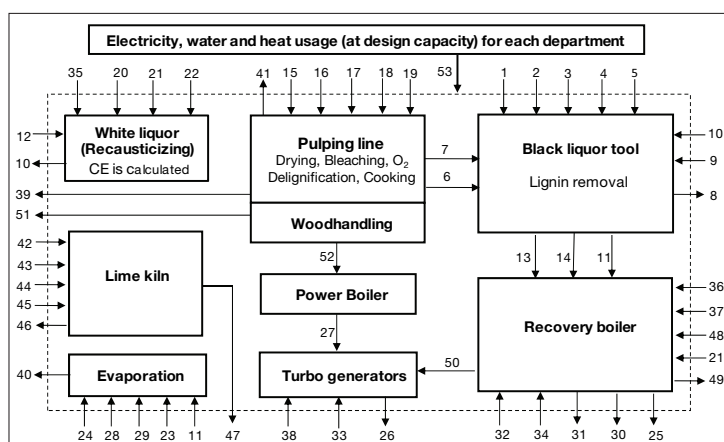 Electricity, water and heat usage (at design capacity) for each department
35 20 21 22 41 15 16 17 18 19 53 1 2 3 4 5
12
10
White liquor
(Recausticizing)
CE is calculated
Pulping line
Drying, Bleaching, O2
Delignification, Cooking
Woodhandling
7
6
Black liquor tool
Lignin removal
10
9
8
39
51
42
43
44
45
46
Lime kiln
52
Power Boiler
27
13 14 11
Recovery boiler
36
37
48
21
49
40
Evaporation
Turbo generators
50
24 28 29 23 11 47 38 33 26 32 34 31 30 25